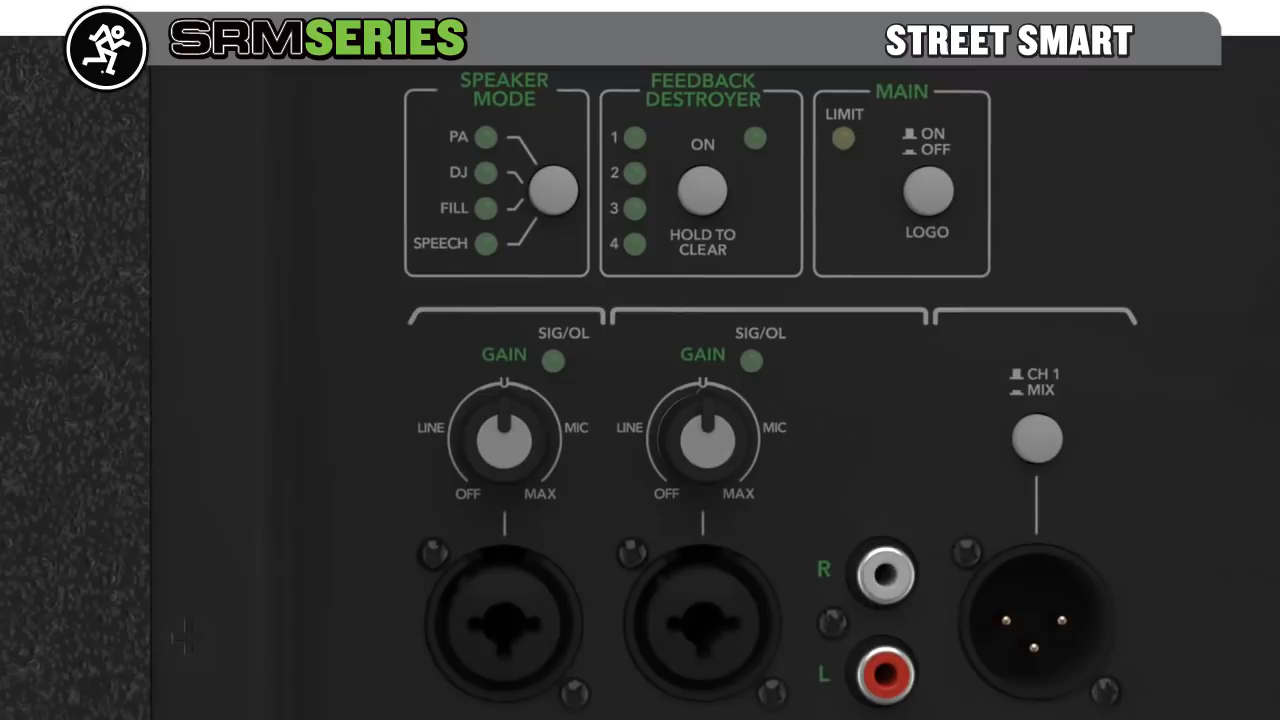 SRMSERIES
STREET SMART
SPEAKER
MODE
PA
DJ
FILL
SPEECH
FEEDBACK
DESTROYER
1
2
3
4
ON
HOLD TO
CLEAR
MAIN
LIMIT
ON
OFF
LOGO
SIG/OL
GAIN
LINE
MIC
OFF
MAX
SIG/OL
GAIN
U
LINE
MIC
OFF
MAX
U
CH 1
MIX
R
L